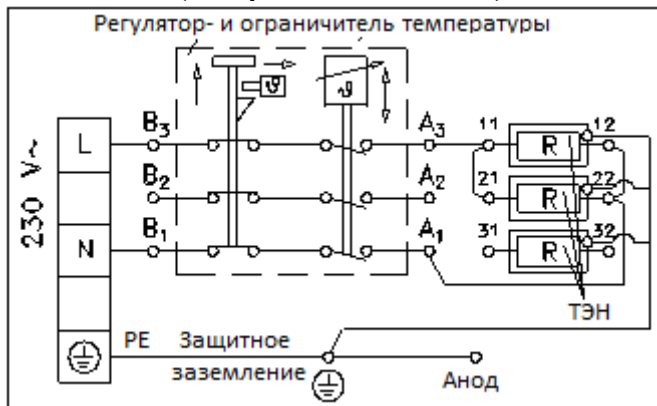 Регулятор- и ограничитель температуры
230 V~
L
N
B₃
B₂
B₁
ϑ
ϑ
A₃
A₂
A₁
11
R
12
21
R
22
31
R
32
ТЭН
PE
Защитное
заземление
Анод